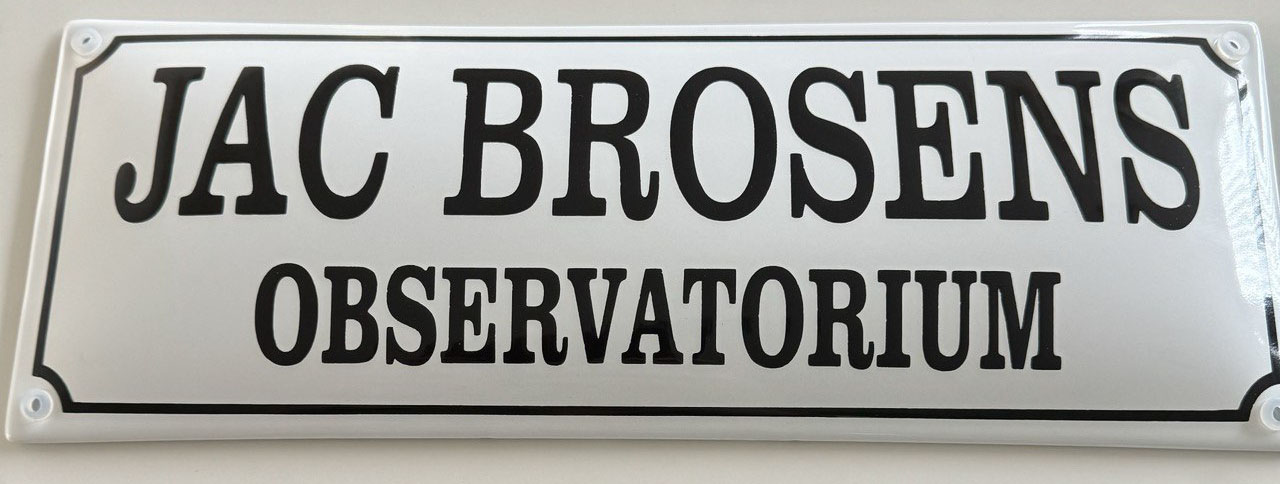 JAC BROSENS
OBSERVATORIUM